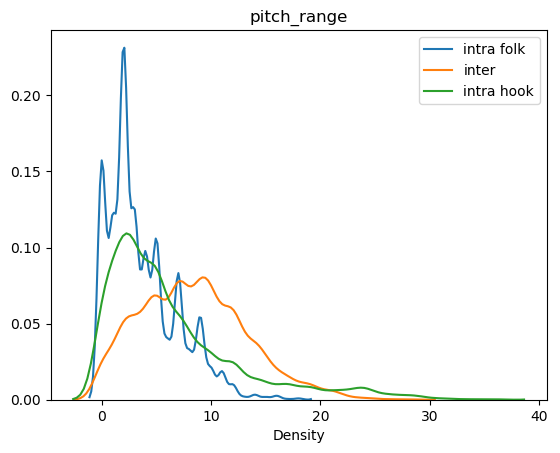 pitch_range
intra folk
inter
intra hook
0.20
0.15
0.10
0.05
0.00
0 10 20 30 40
Density